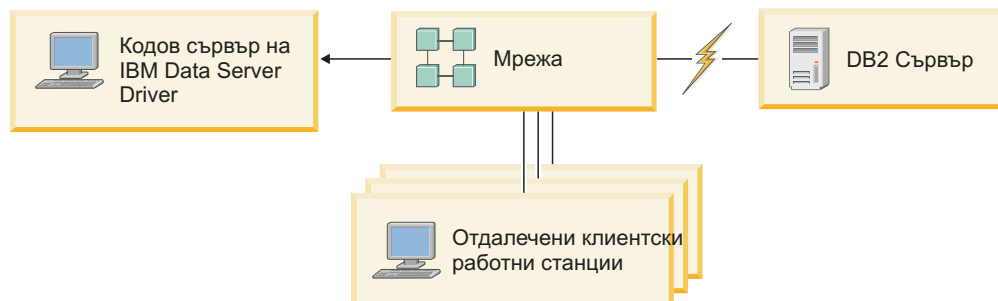 Кодов сървър на
IBM Data Server
Driver
Мрежа
DB2 Сървър
Отдалечени клиентски
работни станции